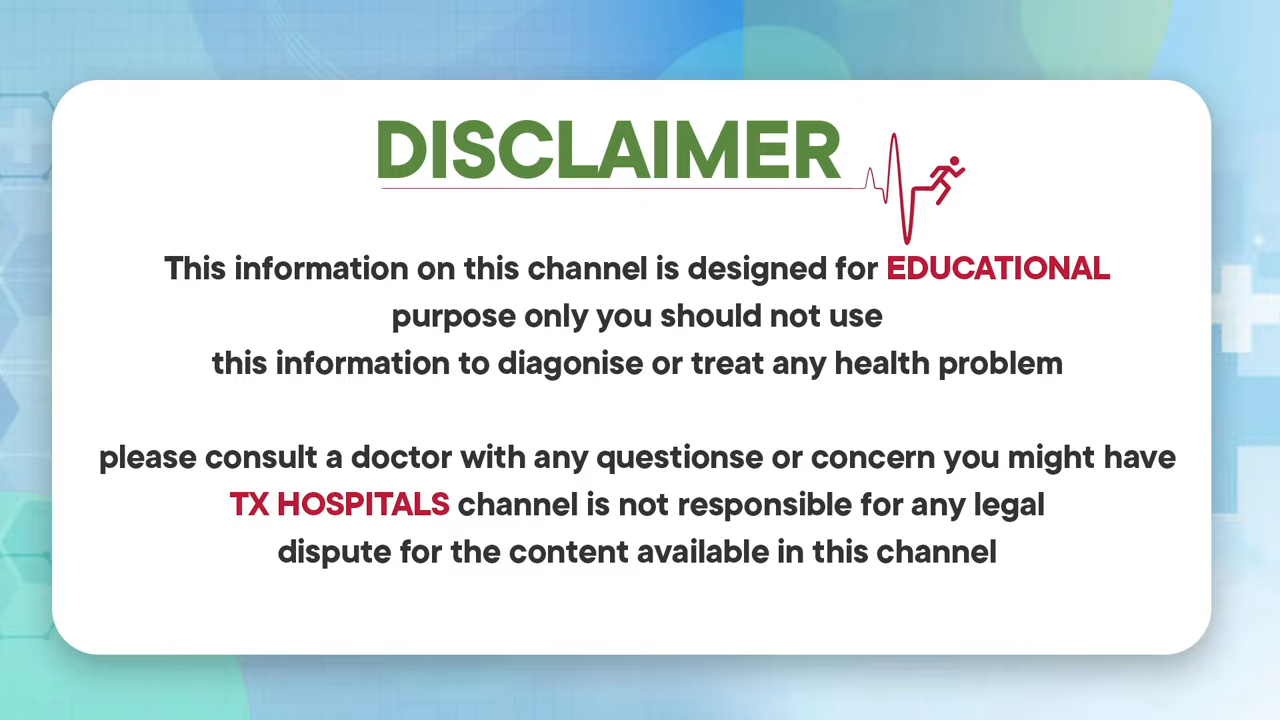 DISCLAIMER
This information on this channel is designed for EDUCATIONAL
purpose only you should not use
this information to diagonise or treat any health problem
please consult a doctor with any questionse or concern you might have
TX HOSPITALS channel is not responsible for any legal
dispute for the content available in this channel